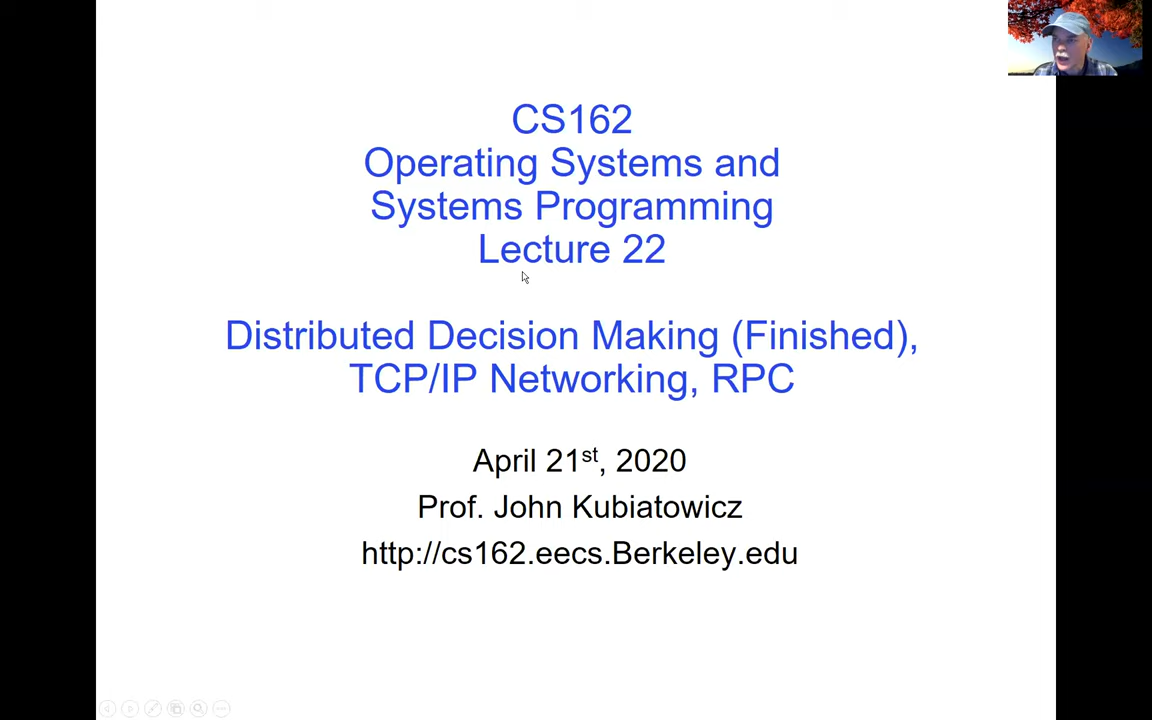 CS162
Operating Systems and
Systems Programming
Lecture 22
Distributed Decision Making (Finished),
TCP/IP Networking, RPC
April 21st, 2020
Prof. John Kubiatowicz
http://cs162.eecs.Berkeley.edu